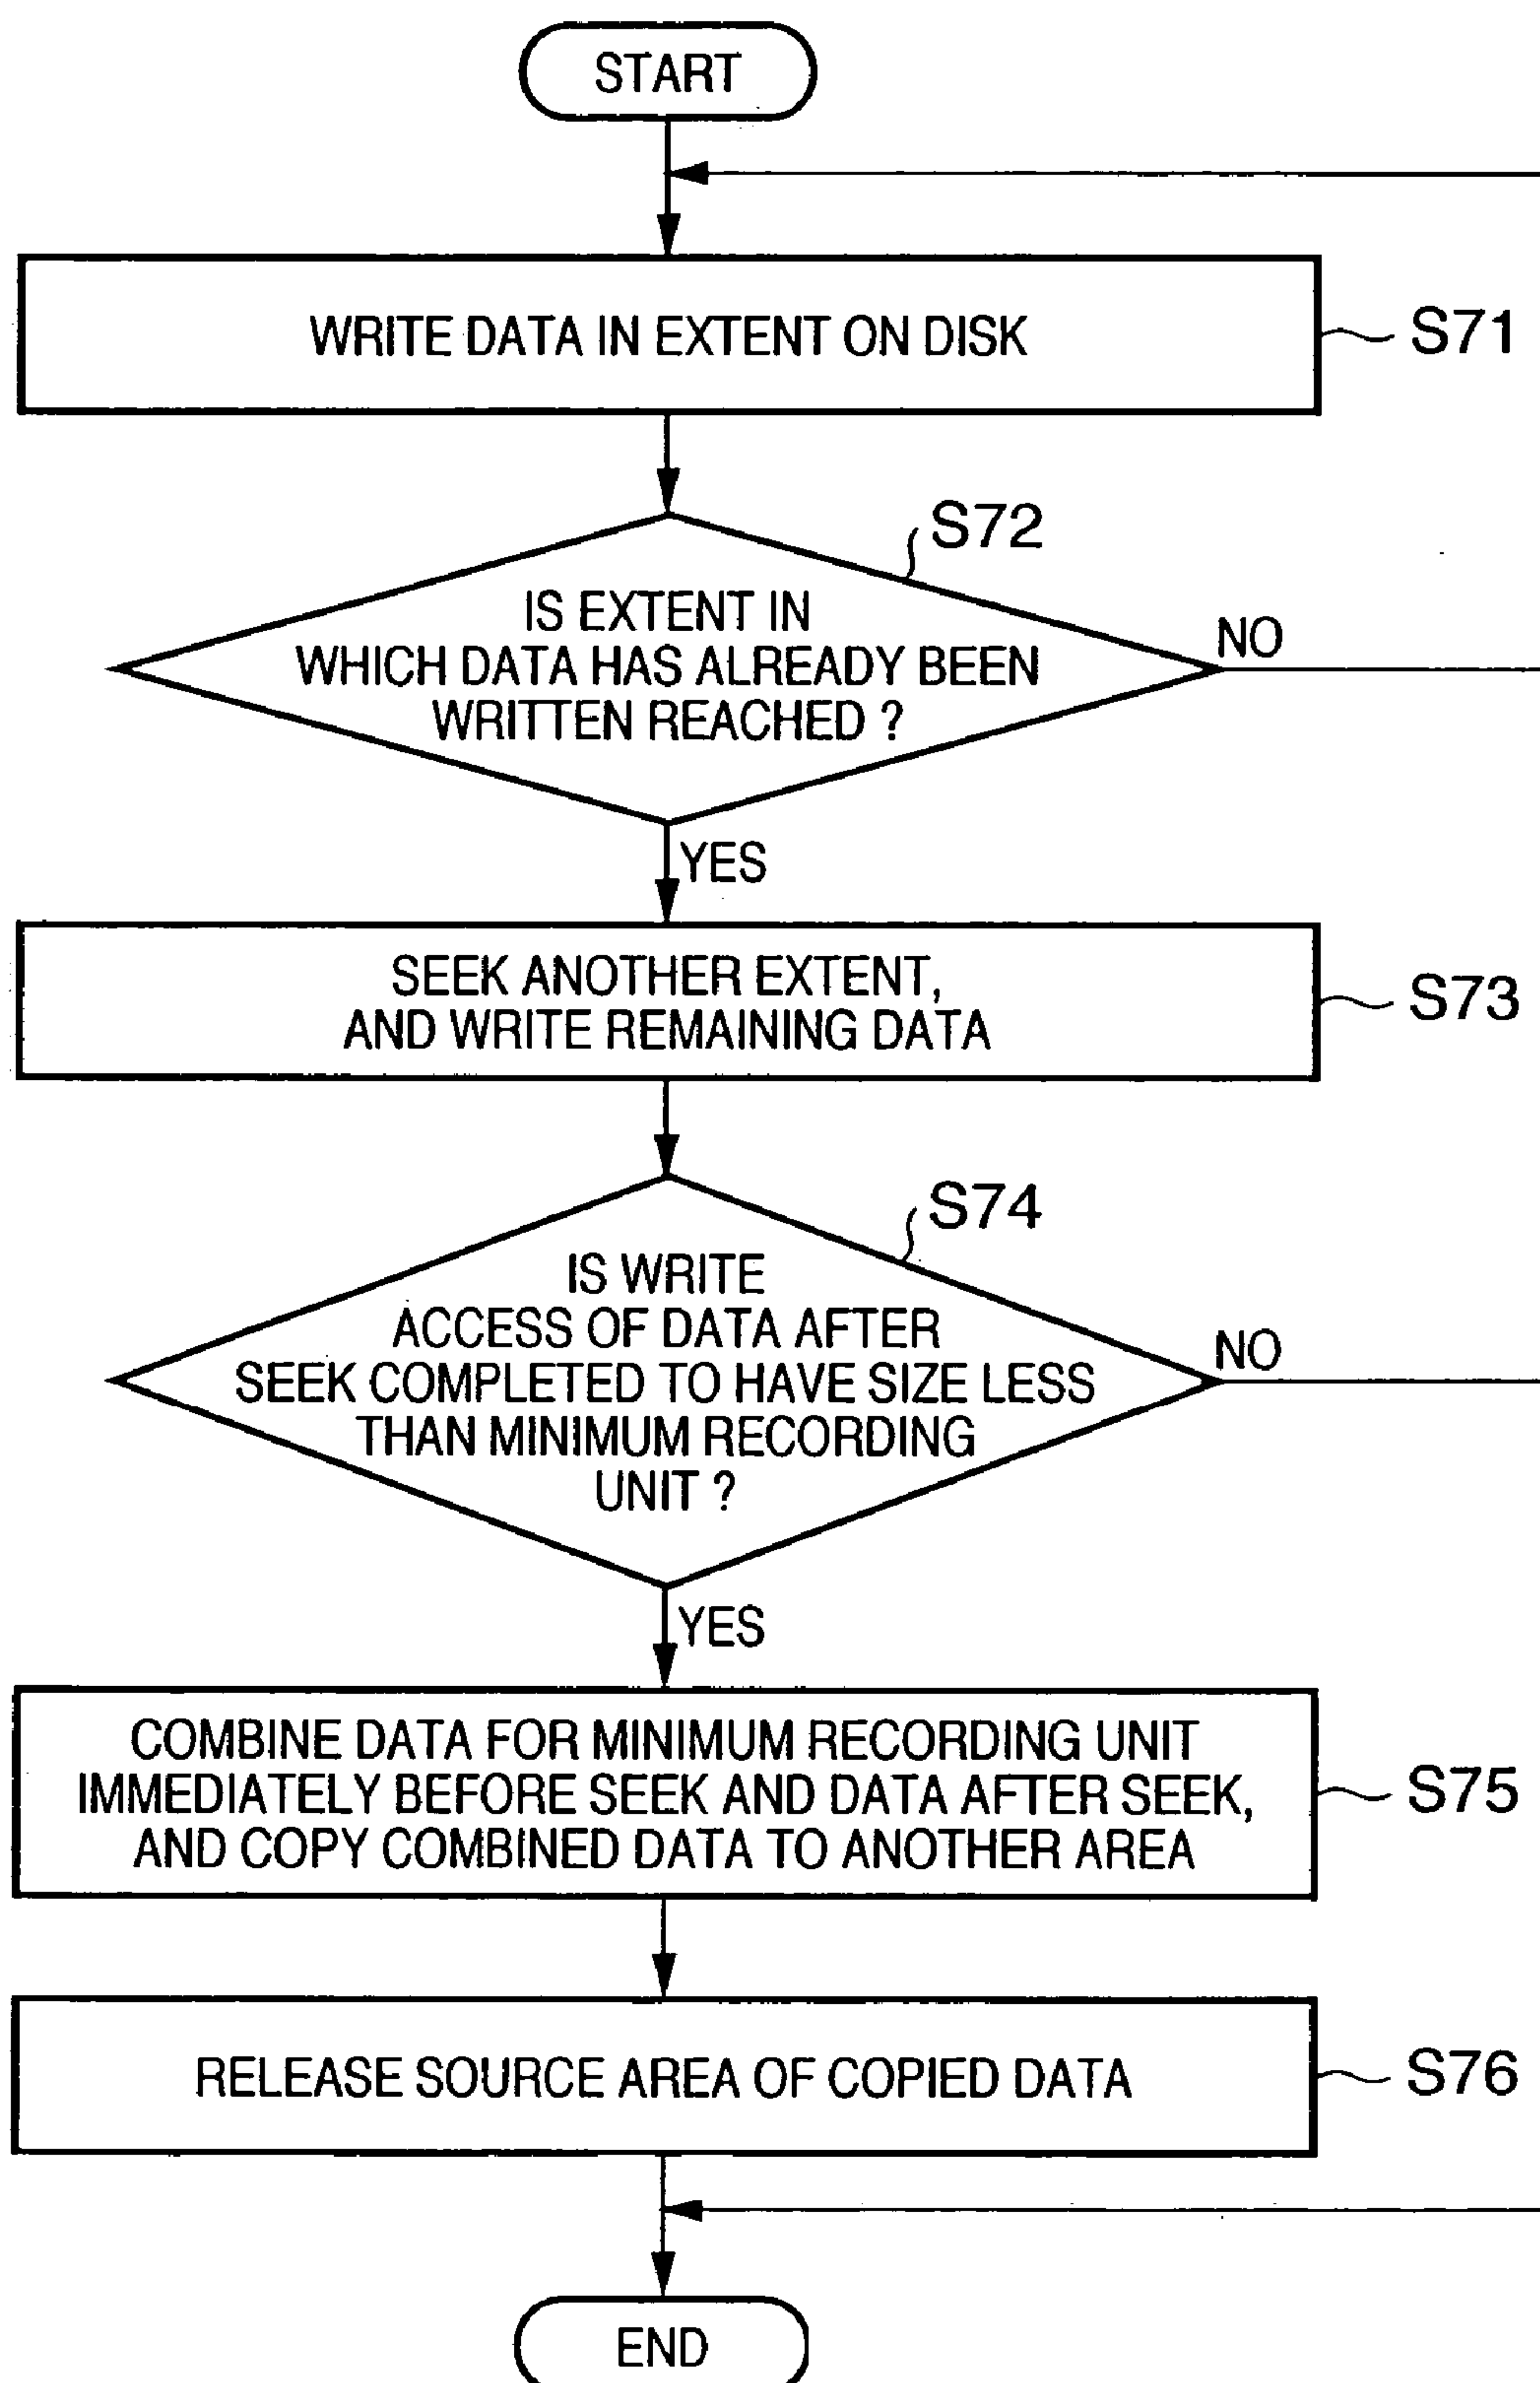 START
WRITE DATA IN EXTENT ON DISK
S71
S72
IS EXTENT IN
WHICH DATA HAS ALREADY BEEN
WRITTEN REACHED ?
NO
YES
SEEK ANOTHER EXTENT,
AND WRITE REMAINING DATA
S73
S74
IS WRITE
ACCESS OF DATA AFTER
SEEK COMPLETED TO HAVE SIZE LESS
THAN MINIMUM RECORDING
UNIT ?
NO
YES
COMBINE DATA FOR MINIMUM RECORDING UNIT
IMMEDIATELY BEFORE SEEK AND DATA AFTER SEEK,
AND COPY COMBINED DATA TO ANOTHER AREA
S75
RELEASE SOURCE AREA OF COPIED DATA
S76
END